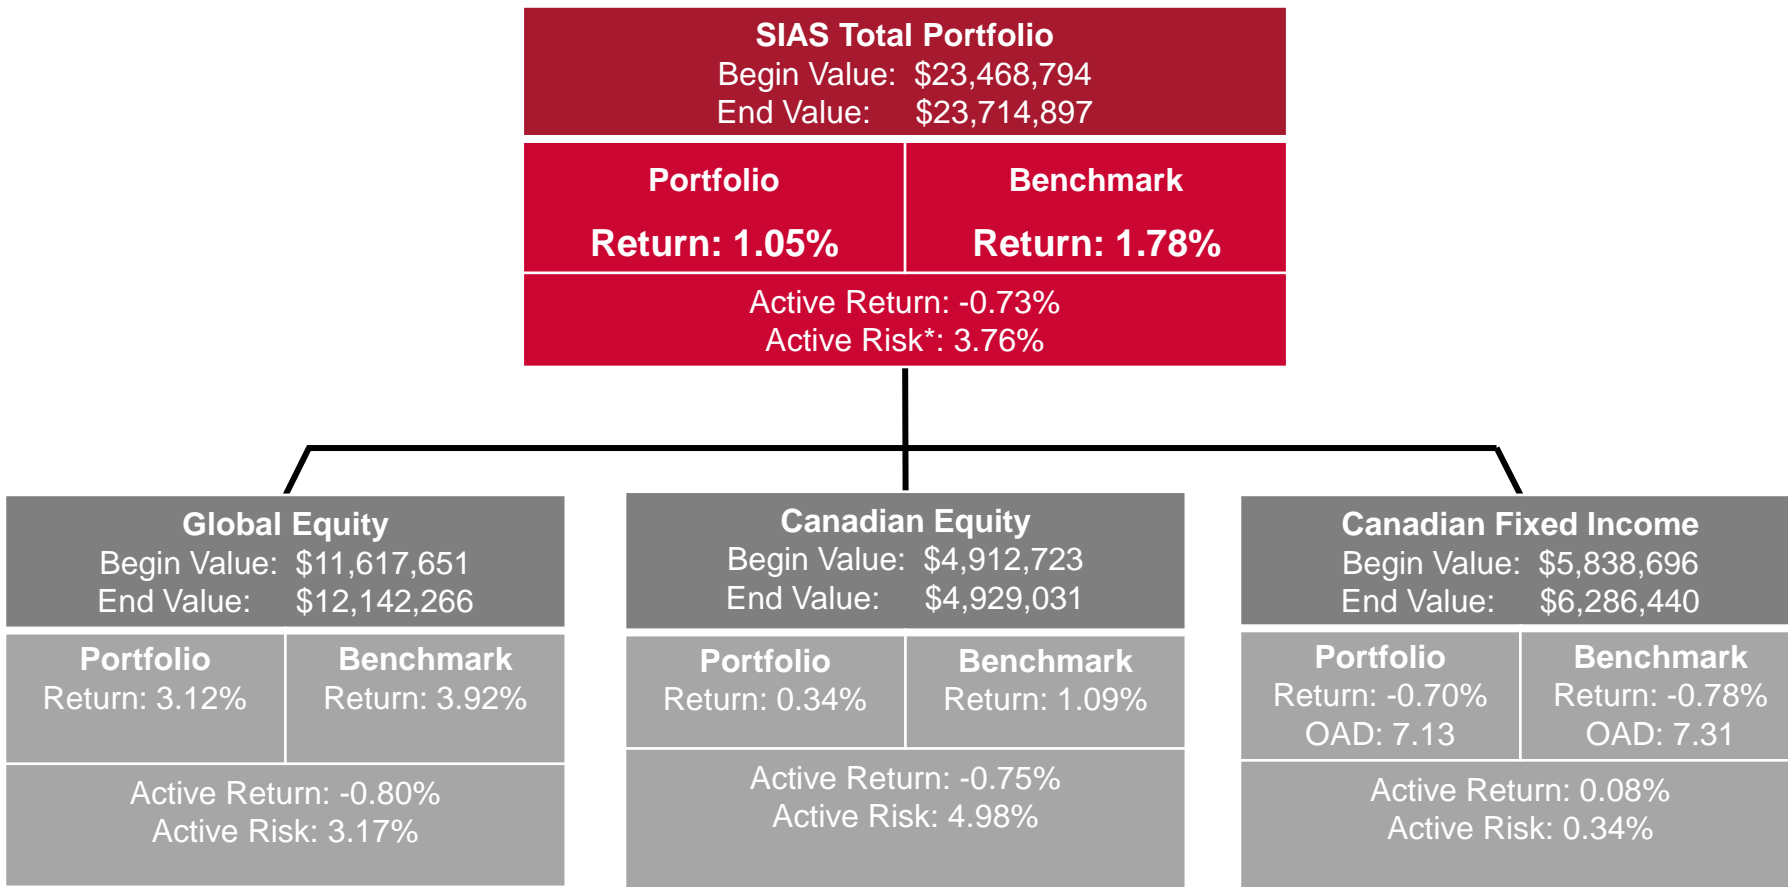 SIAS Total Portfolio
Begin Value: $23,468,794
End Value: $23,714,897
Portfolio
Return: 1.05%
Benchmark
Return: 1.78%
Active Return: -0.73%
Active Risk*: 3.76%
Global Equity
Begin Value: $11,617,651
End Value: $12,142,266
Portfolio
Return: 3.12%
Benchmark
Return: 3.92%
Active Return: -0.80%
Active Risk: 3.17%
Canadian Equity
Begin Value: $4,912,723
End Value: $4,929,031
Portfolio
Return: 0.34%
Benchmark
Return: 1.09%
Active Return: -0.75%
Active Risk: 4.98%
Canadian Fixed Income
Begin Value: $5,838,696
End Value: $6,286,440
Portfolio
Return: -0.70%
OAD: 7.13
Benchmark
Return: -0.78%
OAD: 7.31
Active Return: 0.08%
Active Risk: 0.34%